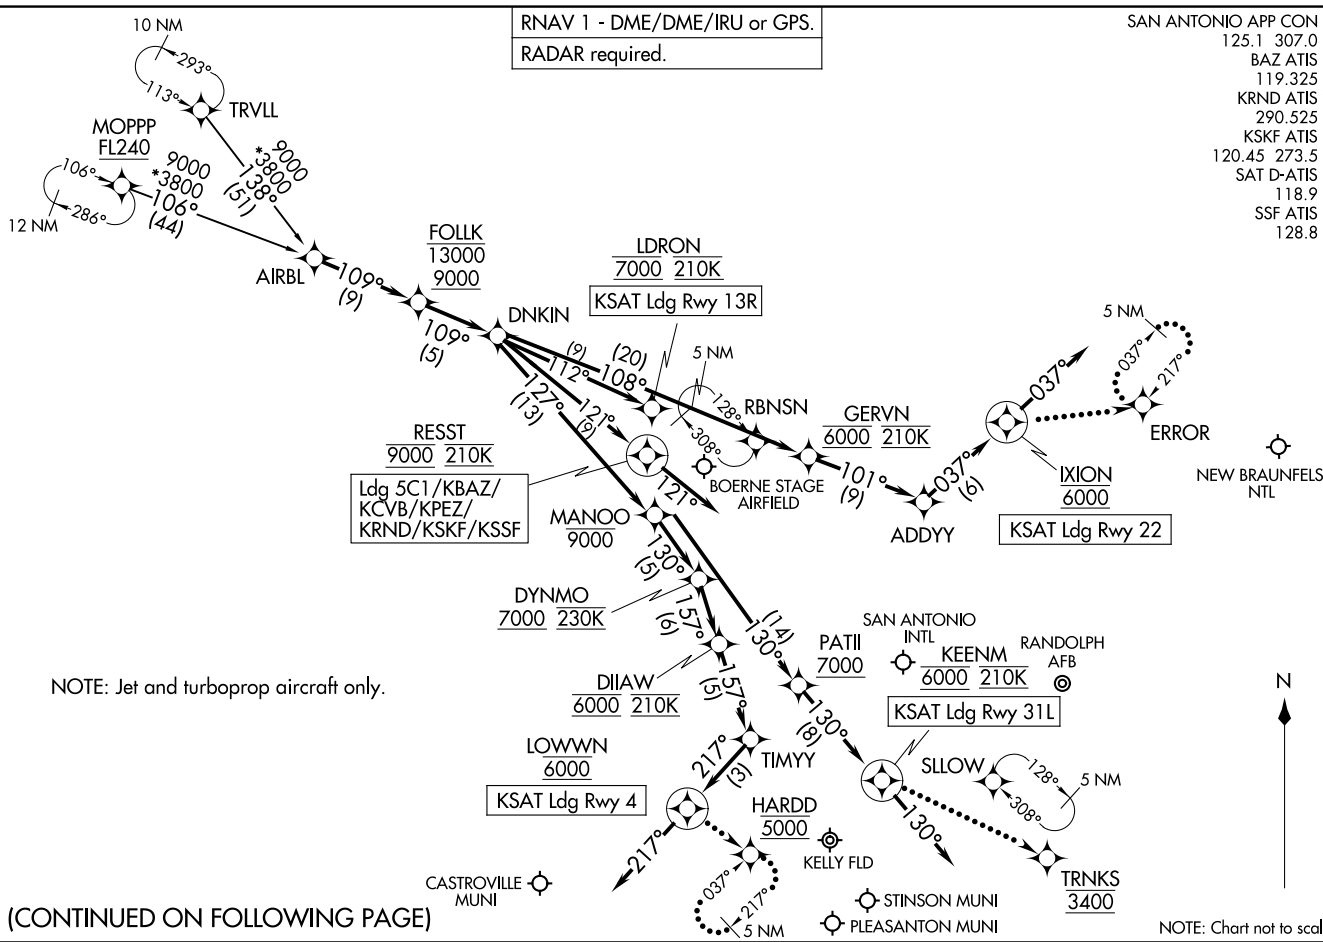 RNAV 1 - DME/DME/IRU or GPS.
RADAR required.
SAN ANTONIO APP CON
125.1 307.0
BAZ ATIS
119.325
KRND ATIS
290.525
KSKF ATIS
120.45 273.5
SAT D-ATIS
118.9
SSF ATIS
128.8
10 NM
293°
113°
TRVLL
MOPPP
FL240
106°
286°
12 NM
9000
*3800
106°
(44)
9000
*3800
138°
(51)
AIRBL
109°
(9)
FOLLK
13000
9000
109°
(5)
DNKIN
LDRON
7000 210K
KSAT Ldg Rwy 13R
(9)
112°
(20)
108°
5 NM
128°
308°
RBNSN
127°
(13)
121°
(9)
GERVN
6000 210K
101°
(9)
ADDYY
037°
(6)
037°
IXION
6000
KSAT Ldg Rwy 22
5 NM
037°
217°
ERROR
NEW BRAUNFELS
NTL
RESST
9000 210K
Ldg 5C1/KBAZ/
KCVB/KPEZ/
KRND/KSKF/KSSF
121°
BOERNE STAGE
AIRFIELD
MANOO
9000
130°
(5)
DYNMO
7000 230K
157°
(6)
(14)
130°
DIIAW
6000 210K
157°
(5)
PATII
7000
SAN ANTONIO
INTL
KEENM
6000 210K
RANDOLPH
AFB
KSAT Ldg Rwy 31L
130°
(8)
NOTE: Jet and turboprop aircraft only.
N
LOWWN
6000
KSAT Ldg Rwy 4
TIMYY
217°
(3)
217°
SLLOW
128°
308°
5 NM
130°
HARDD
5000
037°
217°
5 NM
KELLY FLD
TRNKS
3400
CASTROVILLE
MUNI
STINSON MUNI
PLEASANTON MUNI
(CONTINUED ON FOLLOWING PAGE)
NOTE: Chart not to scal